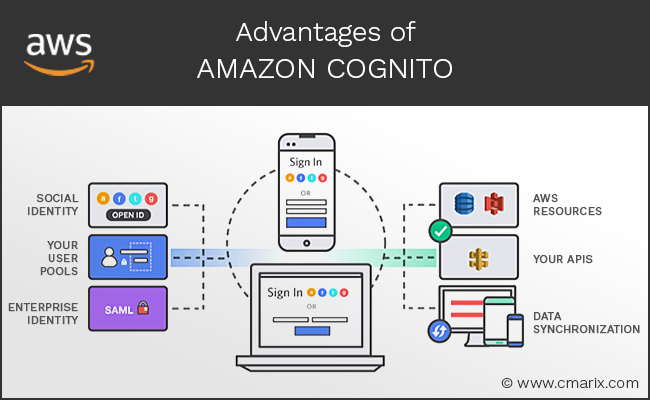 aws
Advantages of
AMAZON COGNITO
Sign In
a f t g
OR
SOCIAL
IDENTITY
a f t g
OPEN ID
YOUR
USER
POOLS
ENTERPRISE
IDENTITY
SAML
Sign In a f t g
OR
AWS
RESOURCES
YOUR APIS
DATA
SYNCHRONIZATION
© www.cmarix.com